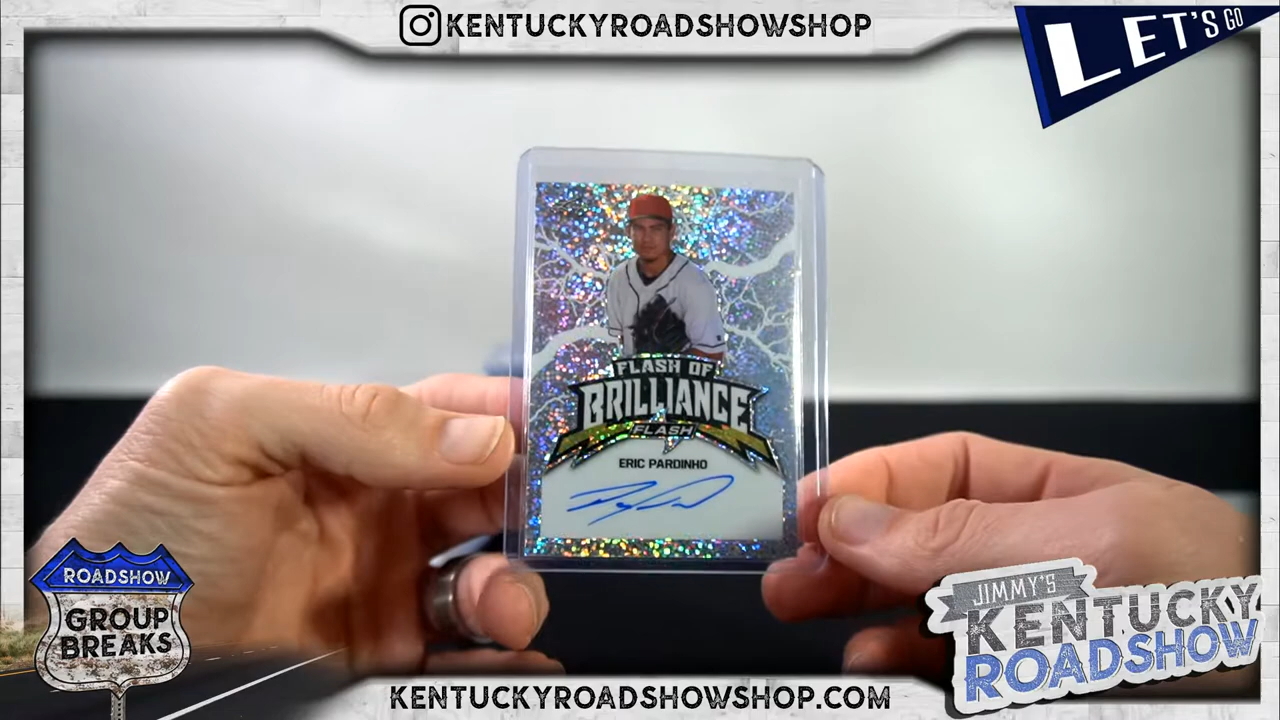 KENTUCKYROADSHOWSHOP
LET'S GO
FLASH OF
BRILLIANCE
FLASH
ERIC PARDINHO
ROADSHOW
GROUP
BREAKS
JIMMY'S
KENTUCKY
ROADSHOW
KENTUCKYROADSHOWSHOP.COM